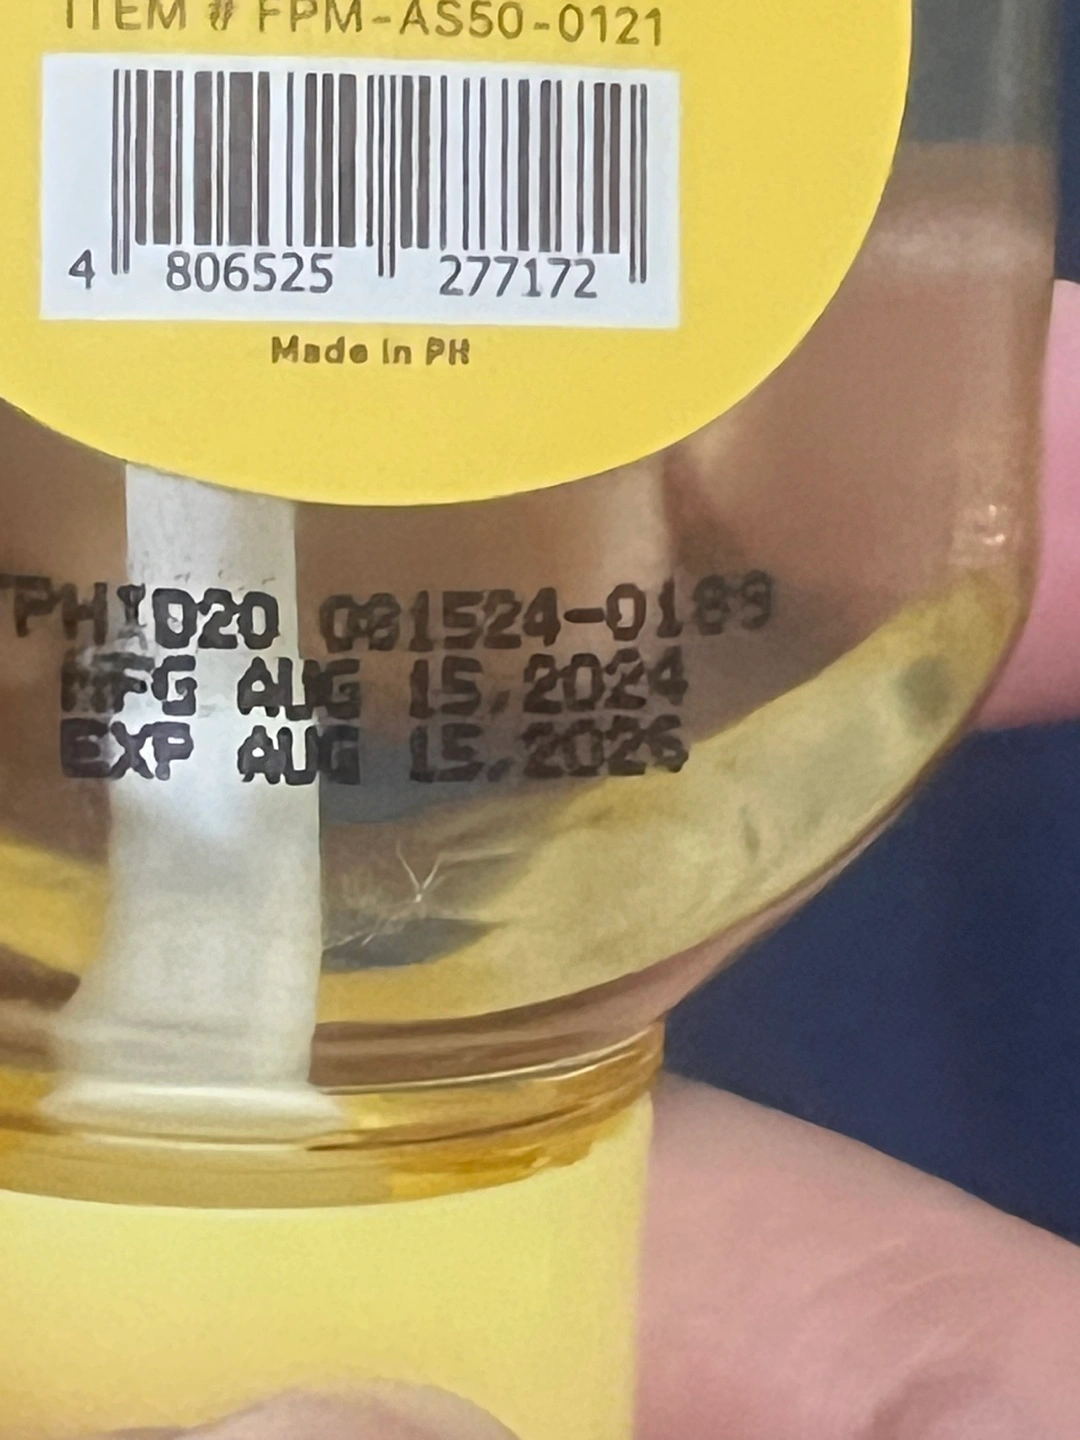 ITEM # FPM-AS50-0121
4 806525 277172
Made in PH
081524-0189
MFG AUG 15,2024
EXP AUG 15,2026